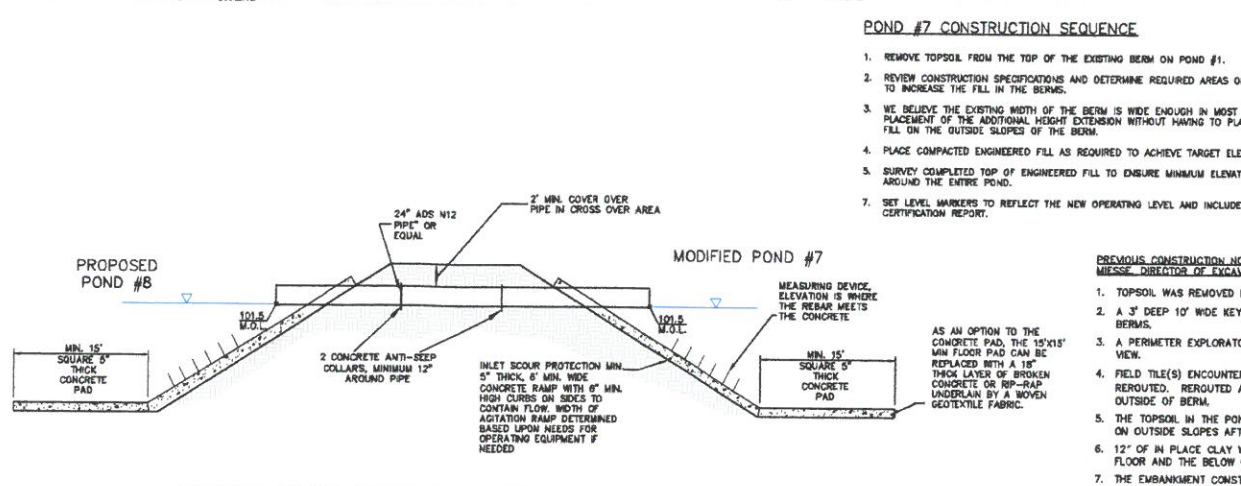 POND #7 CONSTRUCTION SEQUENCE
1. REMOVE TOPSOIL FROM THE TOP OF THE EXISTING BERM ON POND #1.
2. REVIEW CONSTRUCTION SPECIFICATIONS AND DETERMINE REQUIRED AREAS
TO INCREASE THE FILL IN THE BERMS.
3. WE BELIEVE THE EXISTING WIDTH OF THE BERM IS WIDE ENOUGH IN MOST
PLACEMENT OF THE ADDITIONAL HEIGHT EXTENSION WITHOUT HAVING TO
FILL ON THE OUTSIDE SLOPES OF THE BERM.
4. PLACE COMPACTED ENGINEERED FILL AS REQUIRED TO ACHIEVE TARGET
5. SURVEY COMPLETED TOP OF ENGINEERED FILL TO ENSURE MINIMUM
AROUND THE ENTIRE POND.
7. SET LEVEL MARKERS TO REFLECT THE NEW OPERATING LEVEL AND INCLUDE
CERTIFICATION REPORT.
2' MIN. COVER OVER
PIPE IN CROSS OVER AREA
24" ADS N12
PIPE" OR
EQUAL
PROPOSED
POND #8
MODIFIED POND #7
101.5
M.O.L.
101.5
M.O.L.
MEASURING DEVICE,
ELEVATION IS WHERE
THE REBAR MEETS
THE CONCRETE
MIN. 15'
SQUARE 5"
THICK
CONCRETE
PAD
2 CONCRETE ANTI-SEEP
COLLARS, MINIMUM 12"
AROUND PIPE
INLET SCOUR PROTECTION MIN.
5" THICK, 6' MIN. WIDE
CONCRETE RAMP WITH 6" MIN.
HIGH CURBS ON SIDES TO
CONTAIN FLOW. WIDTH OF
AGITATION RAMP DETERMINED
BASED UPON NEEDS FOR
OPERATING EQUIPMENT IF
NEEDED
MIN. 15'
SQUARE 5"
THICK
CONCRETE
PAD
AS AN OPTION TO THE
CONCRETE PAD, THE 15'X15'
MIN FLOOR PAD CAN BE
REPLACED WITH A 18"
THICK LAYER OF BROKEN
CONCRETE OR RIP-RAP
UNDERLAIN BY A WOVEN
GEOTEXTILE FABRIC.
PREVIOUS CONSTRUCTION
MIESSE, DIRECTOR OF
1. TOPSOIL WAS REMOVED
2. A 3' DEEP 10' WIDE KEY
BERMS.
3. A PERIMETER
VIEW.
4. FIELD TILE(S)
REROUTED. REROUTED
OUTSIDE OF BERM.
5. THE TOPSOIL IN THE
ON OUTSIDE SLOPES
6. 12" OF IN PLACE CLAY
FLOOR AND THE BELOW
7. THE EMBANKMENT